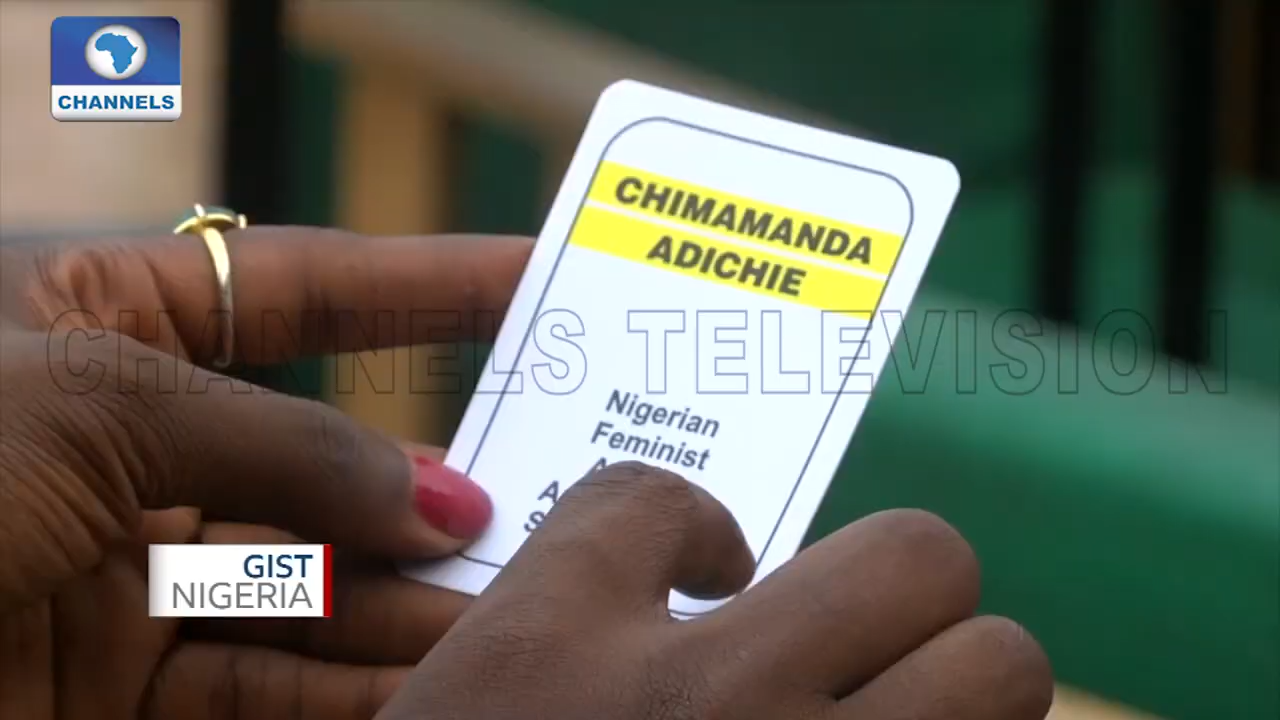 CHANNELS
CHIMAMANDA
ADICHIE
CHANNELS TELEVISION
Nigerian
Feminist
GIST
NIGERIA